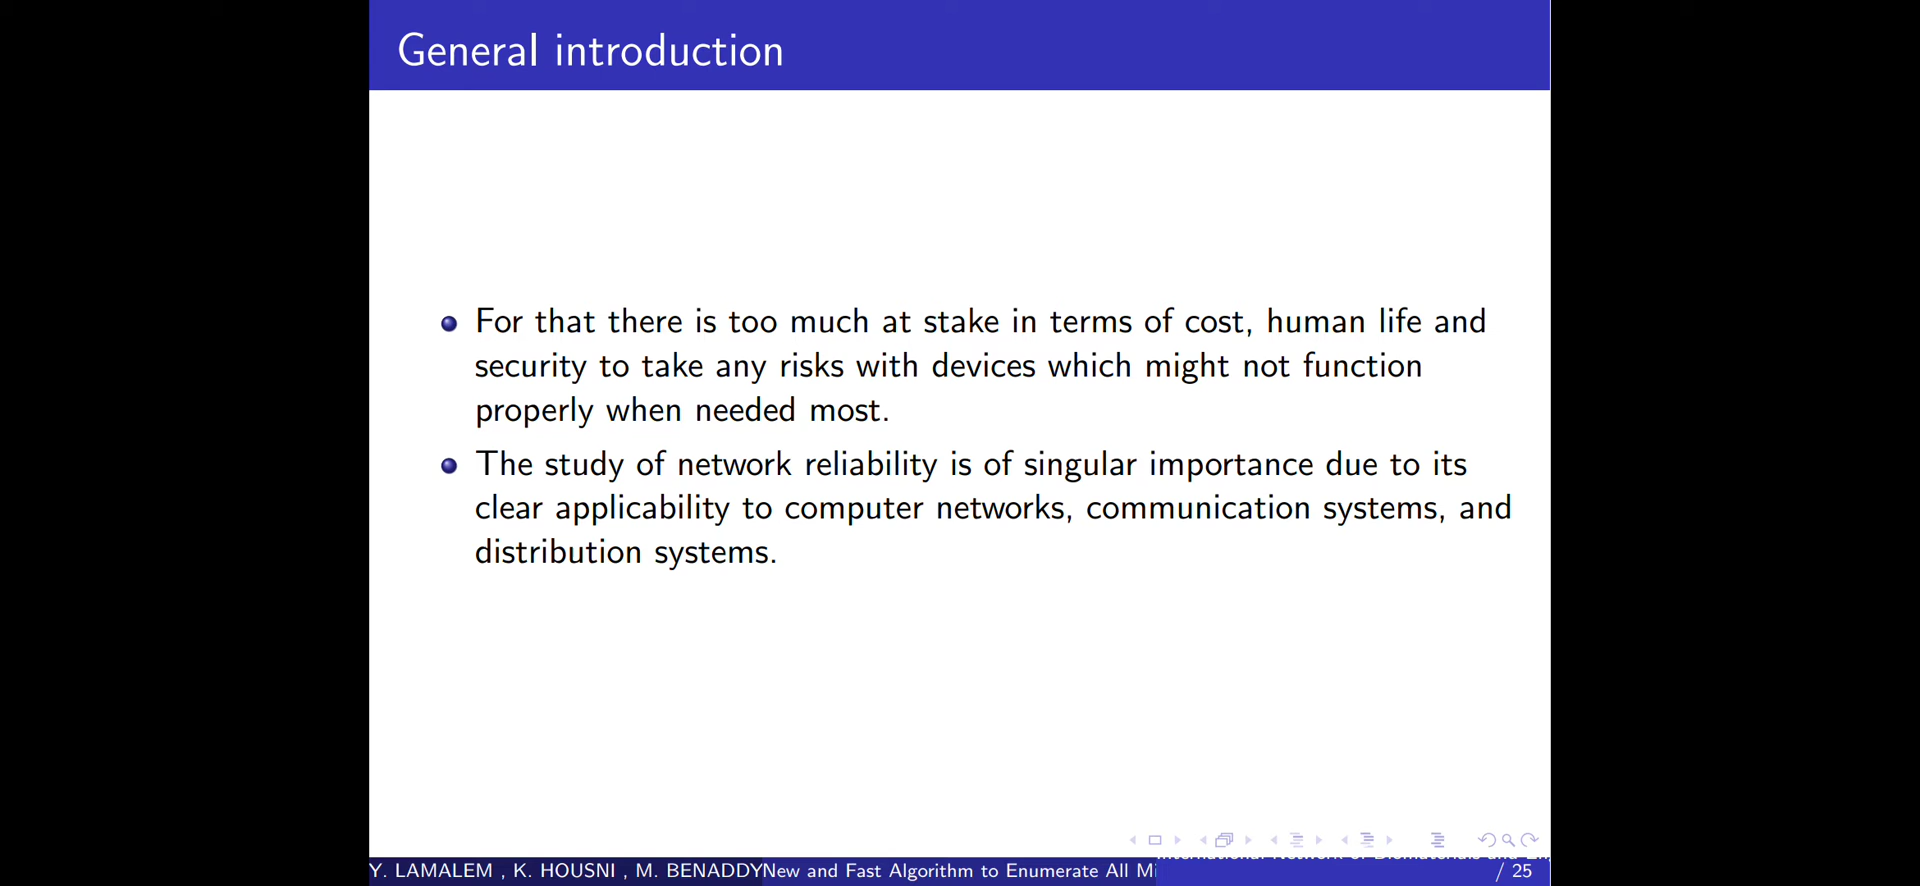 General introduction
For that there is too much at stake in terms of cost, human life and
security to take any risks with devices which might not function
properly when needed most.
The study of network reliability is of singular importance due to its
clear applicability to computer networks, communication systems, and
distribution systems.
Y. LAMALEM , K. HOUSNI , M. BENADDY New and Fast Algorithm to Enumerate All Mi / 25